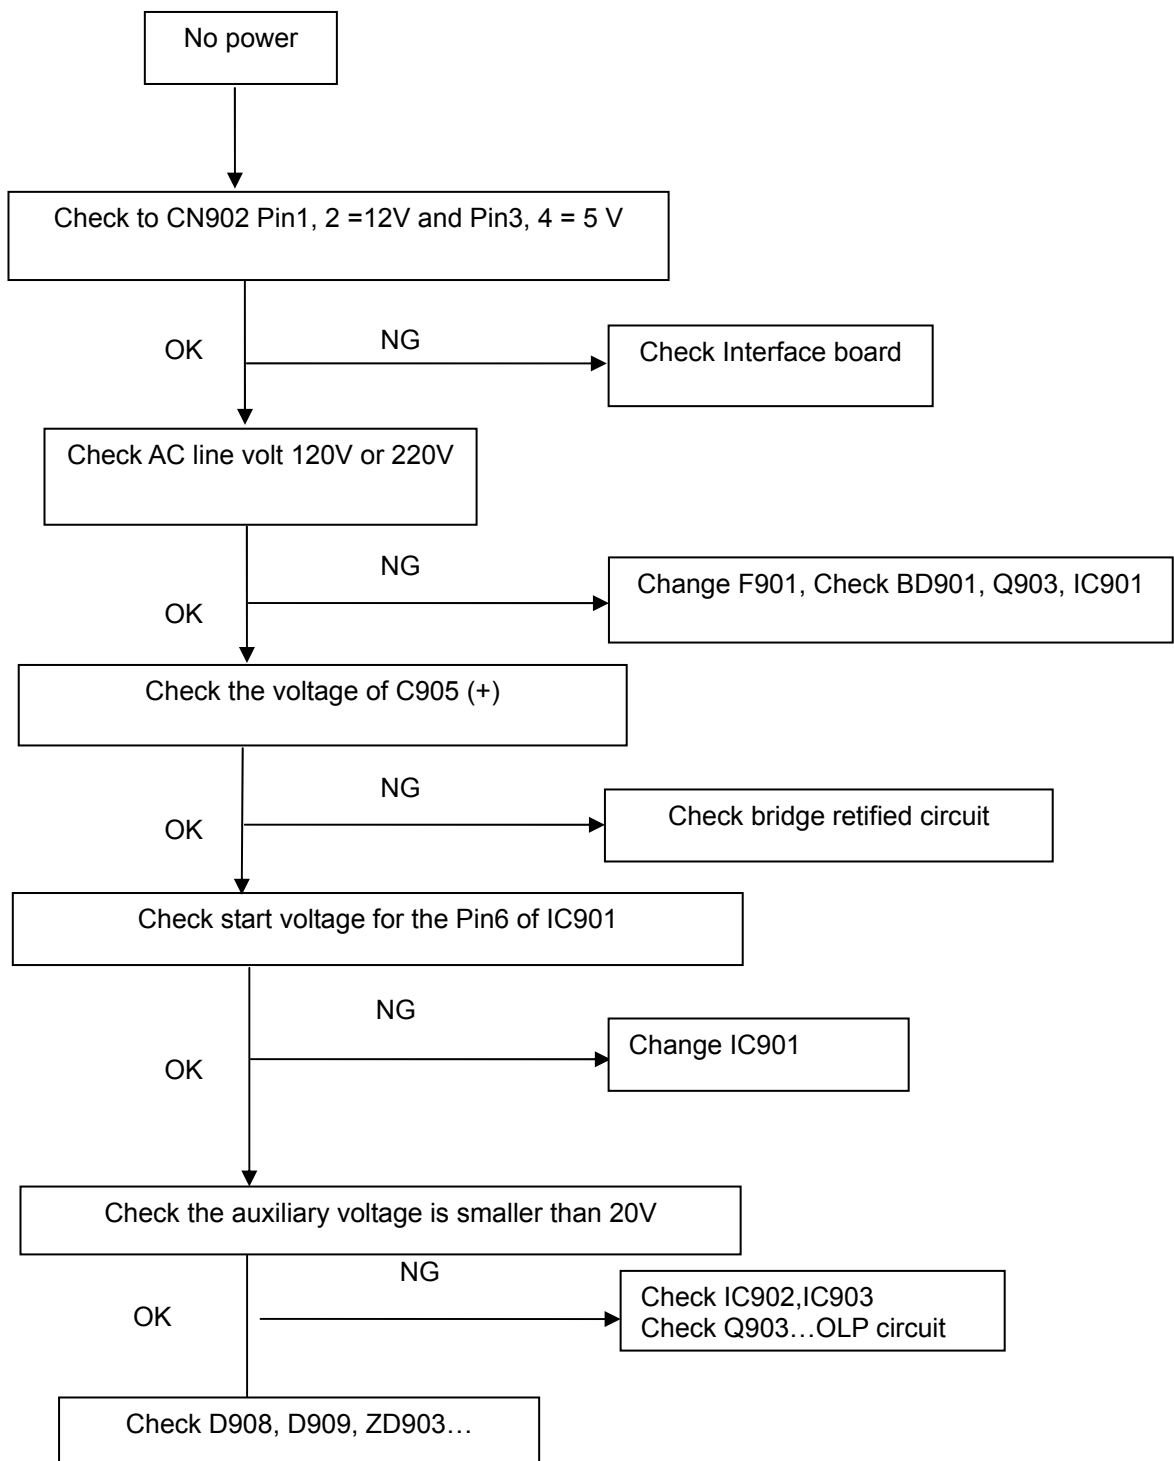 No power
Check to CN902 Pin1, 2 =12V and Pin3, 4 = 5 V
OK
NG
Check Interface board
Check AC line volt 120V or 220V
NG
OK
Change F901, Check BD901, Q903, IC901
Check the voltage of C905 (+)
NG
OK
Check bridge retified circuit
Check start voltage for the Pin6 of IC901
NG
OK
Change IC901
Check the auxiliary voltage is smaller than 20V
NG
OK
Check IC902,IC903
Check Q903…OLP circuit
Check D908, D909, ZD903…